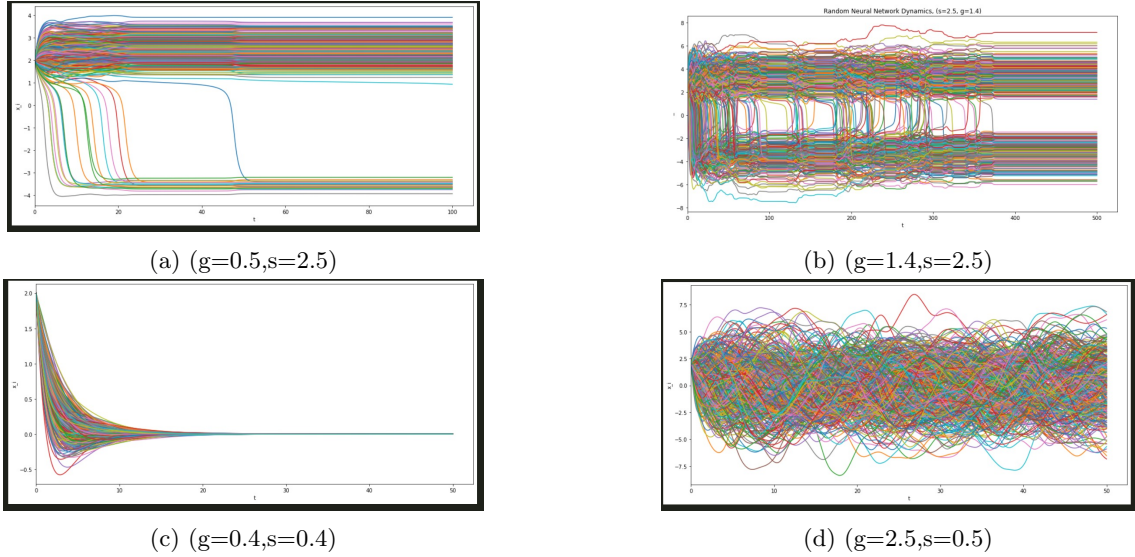 Random Neural Network Dynamics, (s=2.5, g=1.4)
4
3
2
1
0
−1
−2
−3
−4
x_i
0 20 40 60 80 100
t
8
6
4
2
0
−2
−4
−6
−8
0 100 200 300 400 500
t
(a) (g=0.5,s=2.5)
(b) (g=1.4,s=2.5)
2.0
1.5
1.0
0.5
0.0
−0.5
0 10 20 30 40 50
t
7.5
5.0
2.5
0.0
−2.5
−5.0
−7.5
x_i
0 10 20 30 40 50
t
(c) (g=0.4,s=0.4)
(d) (g=2.5,s=0.5)